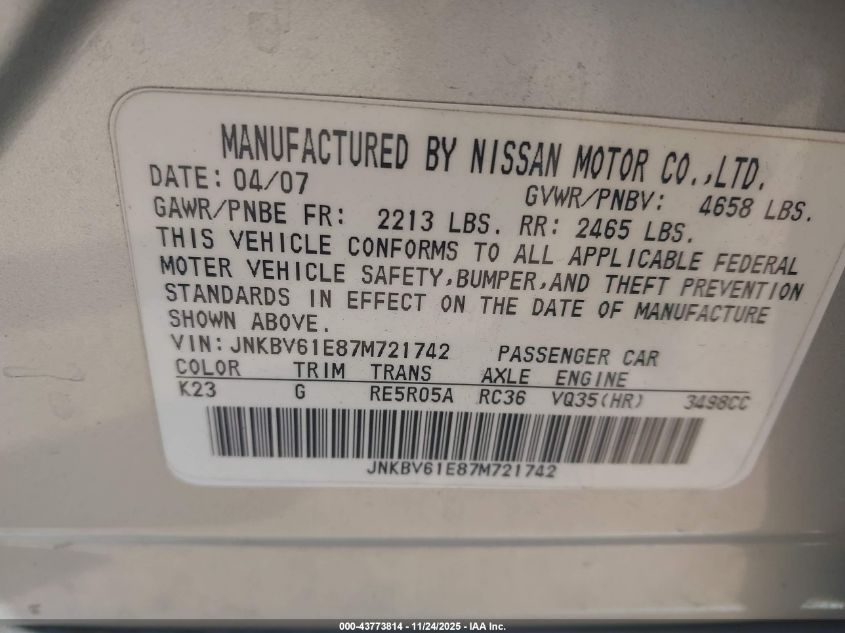 MANUFACTURED BY NISSAN MOTOR CO.,LTD.
DATE: 04/07 GVWR/PNBV: 4658 LBS.
GAWR/PNBE FR: 2213 LBS. RR: 2465 LBS.
THIS VEHICLE CONFORMS TO ALL APPLICABLE FEDERAL
MOTER VEHICLE SAFETY,BUMPER,AND THEFT PREVENTION
STANDARDS IN EFFECT ON THE DATE OF MANUFACTURE
SHOWN ABOVE.
VIN: JNKBV61E87M721742 PASSENGER CAR
COLOR TRIM TRANS AXLE ENGINE
K23 G RE5R05A RC36 VQ35(HR) 3498CC
JNKBV61E87M721742
000-43773814 - 11/24/2025 - IAA Inc.